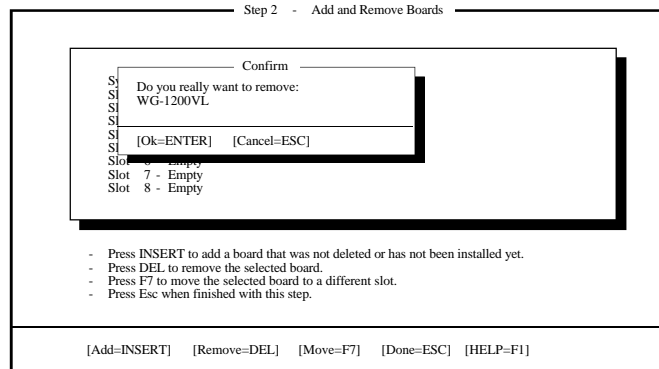 Step 2 - Add and Remove Boards
Confirm
Do you really want to remove:
WG-1200VL
[Ok=ENTER] [Cancel=ESC]
Slot 6 - Empty
Slot 7 - Empty
Slot 8 - Empty
- Press INSERT to add a board that was not deleted or has not been installed yet.
- Press DEL to remove the selected board.
- Press F7 to move the selected board to a different slot.
- Press Esc when finished with this step.
[Add=INSERT] [Remove=DEL] [Move=F7] [Done=ESC] [HELP=F1]